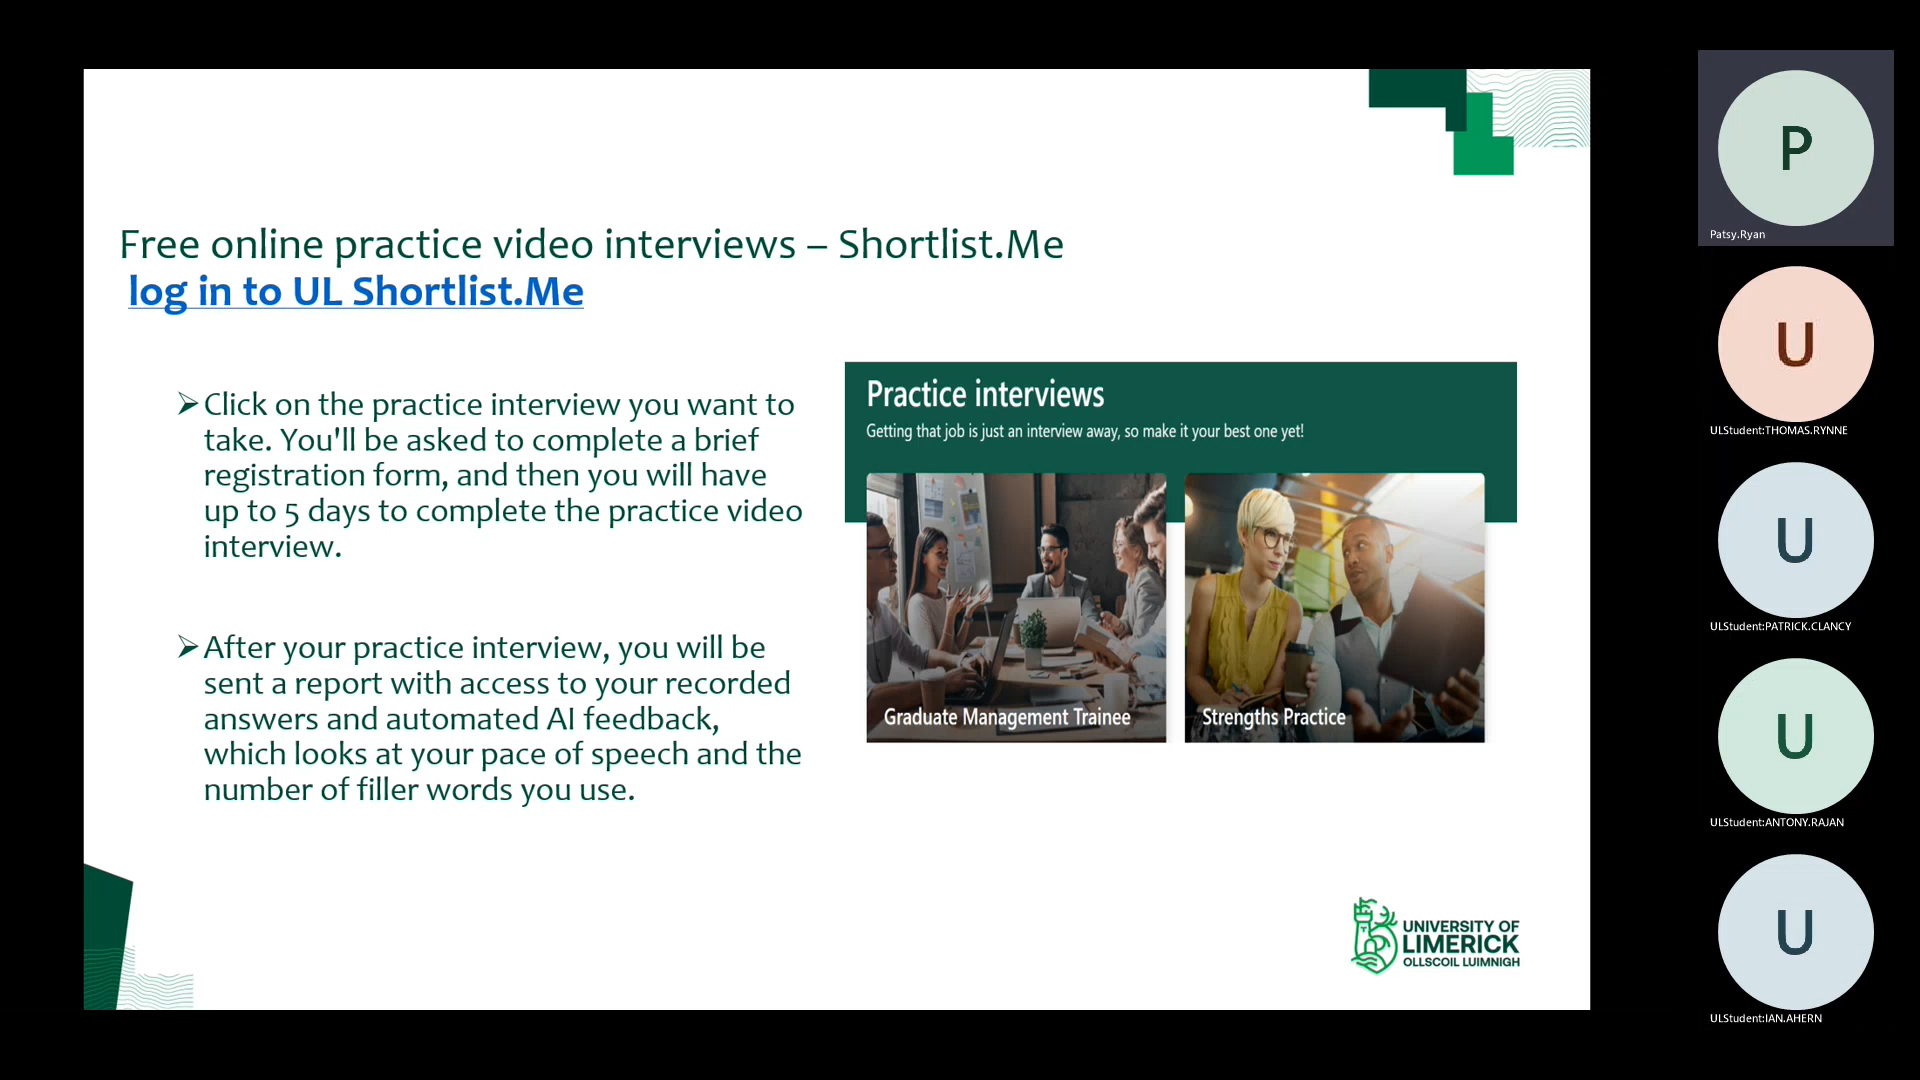 Free online practice video interviews – Shortlist.Me
log in to UL Shortlist.Me
➢Click on the practice interview you want to
take. You'll be asked to complete a brief
registration form, and then you will have
up to 5 days to complete the practice video
interview.
➢After your practice interview, you will be
sent a report with access to your recorded
answers and automated AI feedback,
which looks at your pace of speech and the
number of filler words you use.
Practice interviews
Getting that job is just an interview away, so make it your best one yet!
Graduate Management Trainee
Strengths Practice
UNIVERSITY OF
LIMERICK
OLLSCOIL LUIMNIGH
P
Patsy.Ryan
U
ULStudent:THOMAS.RYNNE
U
ULStudent:PATRICK.CLANCY
U
ULStudent:ANTONY.RAJAN
U
ULStudent:IAN.AHERN